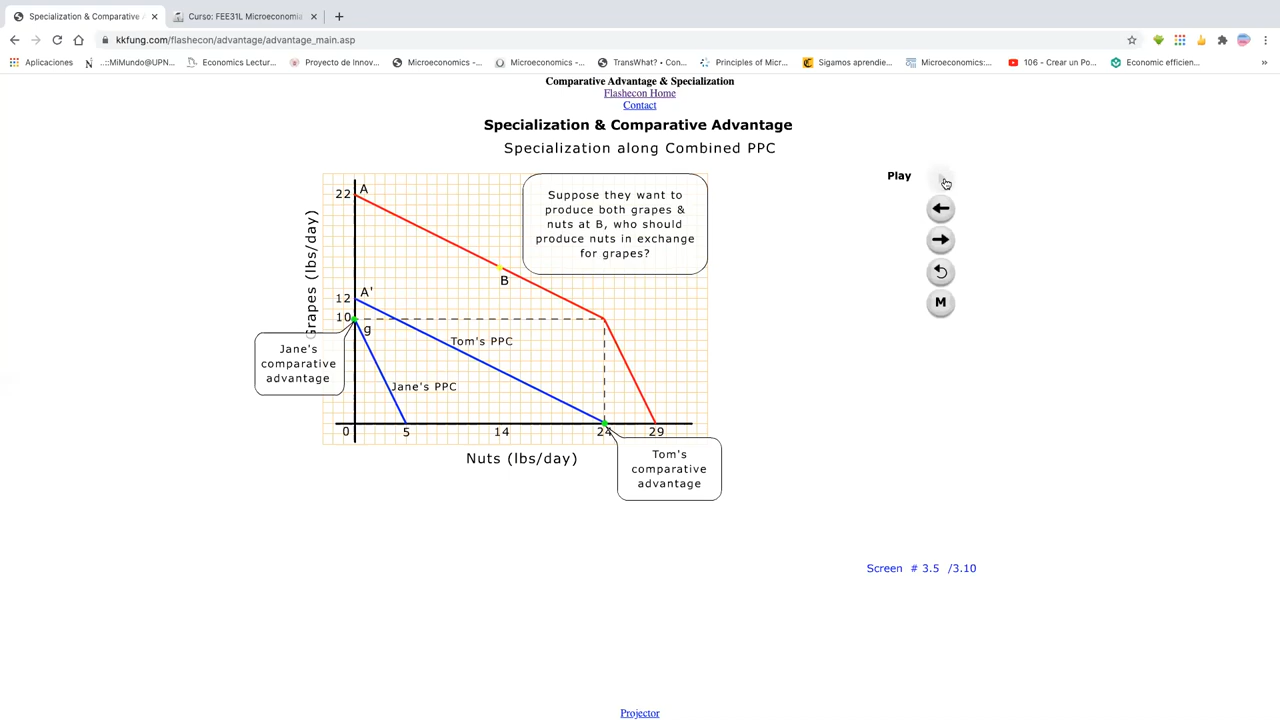 Specialization & Comparative A
Curso: FEE31L Microeconomia
kkfung.com/flashecon/advantage/advantage_main.asp
Aplicaciones
..::MiMundo@UPN...
Economics Lectur...
Proyecto de Innov...
Microeconomics -...
Microeconomics -...
TransWhat? - Con...
Principles of Micr...
Sigamos aprendie...
Microeconomics:...
106 - Crear un Po...
Economic efficien...
Comparative Advantage & Specialization
Flashecon Home
Contact
Specialization & Comparative Advantage
Specialization along Combined PPC
Play
M
Suppose they want to
produce both grapes &
nuts at B, who should
produce nuts in exchange
for grapes?
22
A
B
12
A'
10
g
Grapes (lbs/day)
Jane's
comparative
advantage
Tom's PPC
Jane's PPC
0
5
14
24
29
Nuts (lbs/day)
Tom's
comparative
advantage
Screen # 3.5 /3.10
Projector